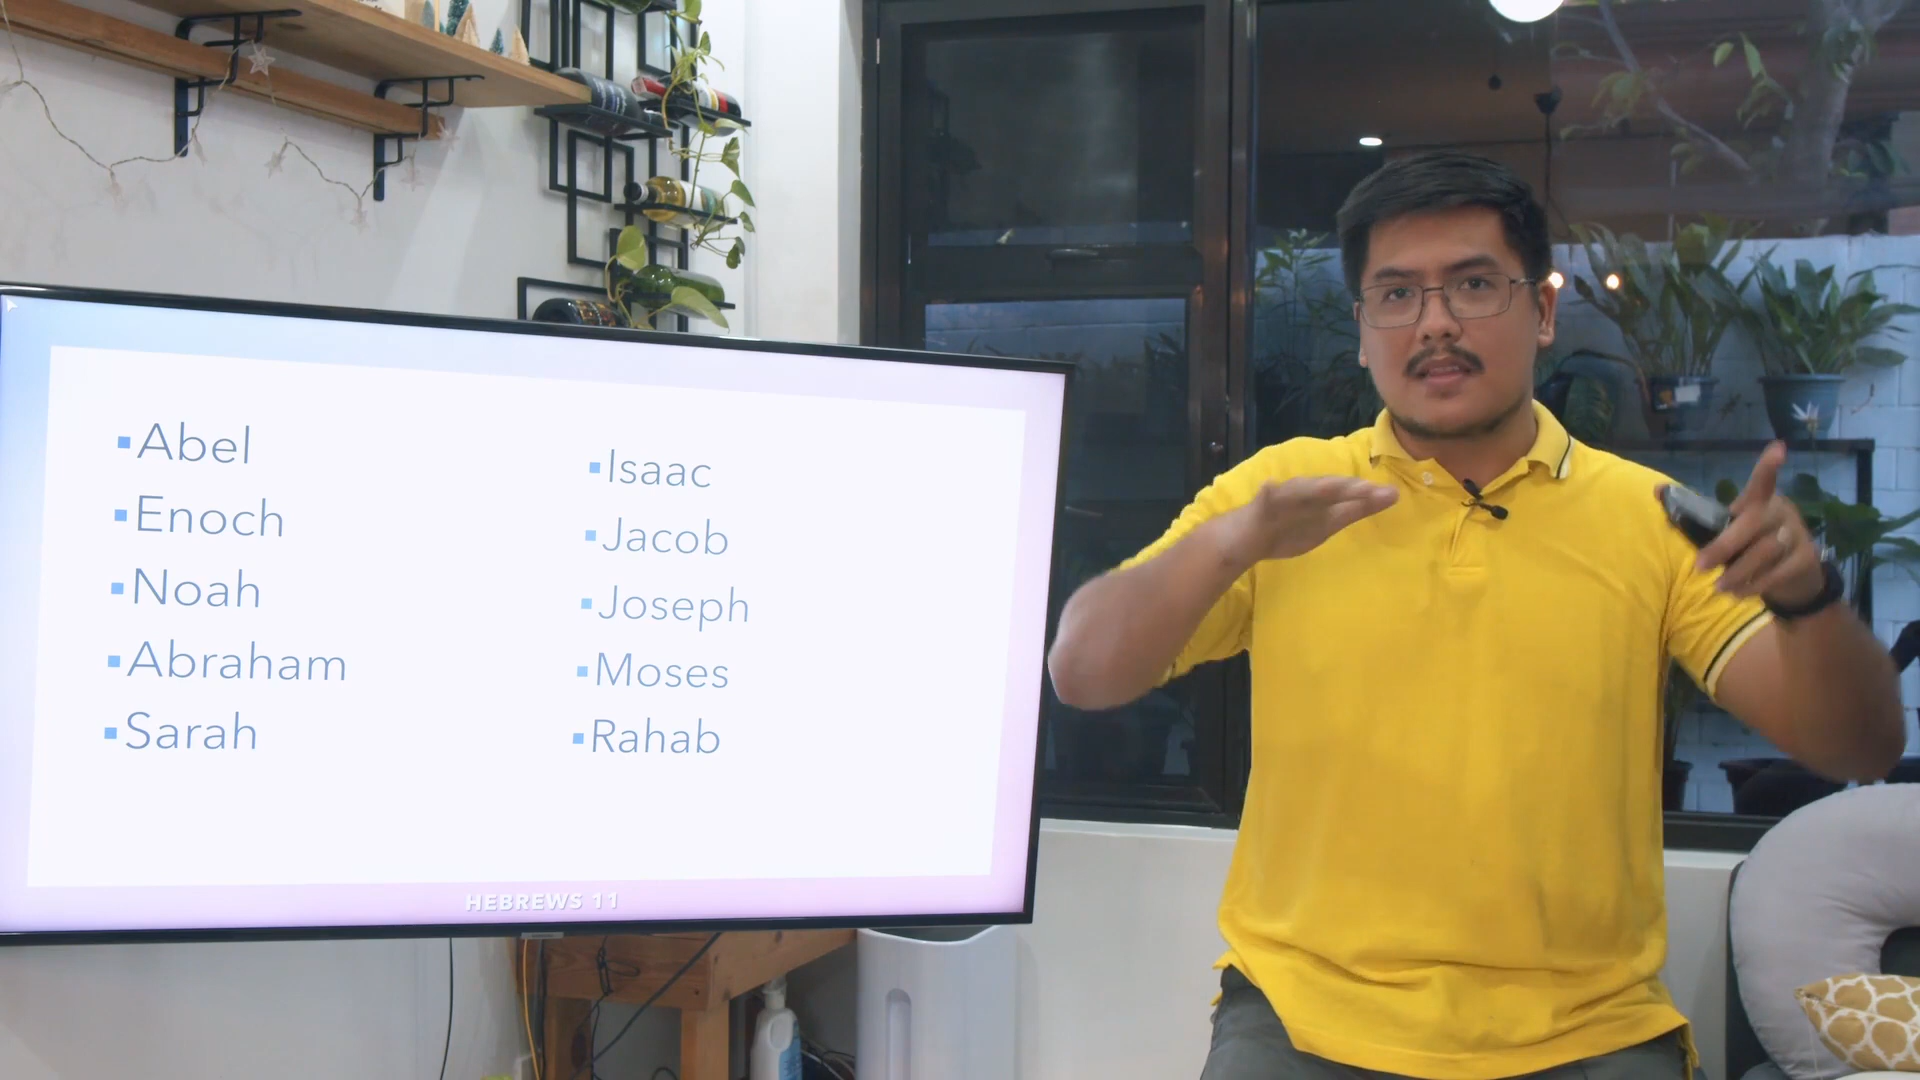 ▪Abel
▪Enoch
▪Noah
▪Abraham
▪Sarah
▪Isaac
▪Jacob
▪Joseph
▪Moses
▪Rahab
HEBREWS 11